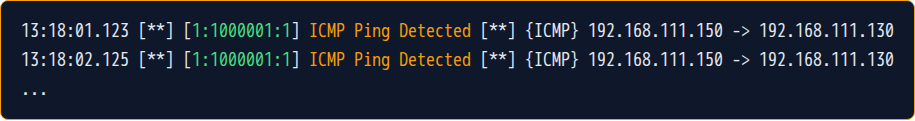 13:18:01.123 [**] [1:1000001:1] ICMP Ping Detected [**] {ICMP} 192.168.111.150 -> 192.168.111.130
13:18:02.125 [**] [1:1000001:1] ICMP Ping Detected [**] {ICMP} 192.168.111.150 -> 192.168.111.130
...